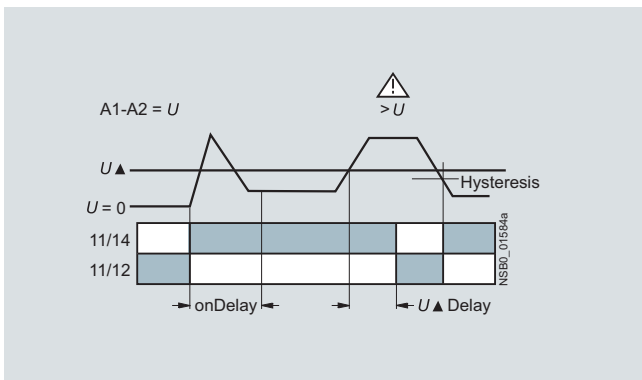 A1-A2 = U
> U
U ▲
Hysteresis
U = 0
11/14
11/12
NSB0_01584a
onDelay
U ▲ Delay